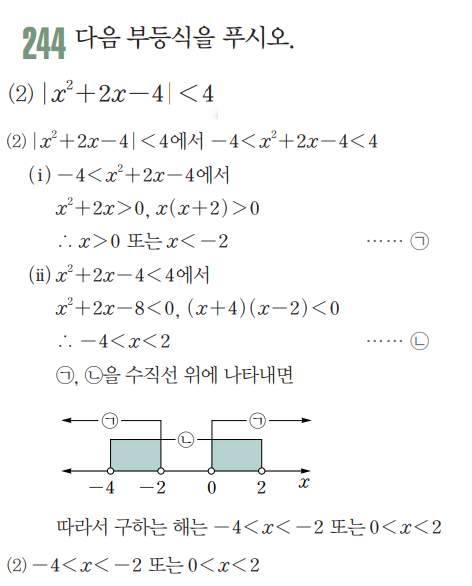 244 다음 부등식을 푸시오.
(2) |x²+2x-4|<4
(2) |x²+2x-4|<4에서 -4<x²+2x-4<4
(ⅰ) -4<x²+2x-4에서
x²+2x>0, x(x+2)>0
∴ x>0 또는 x<-2 ⋯⋯ ㉠
(ⅱ) x²+2x-4<4에서
x²+2x-8<0, (x+4)(x-2)<0
∴ -4<x<2 ⋯⋯ ㉡
㉠, ㉡을 수직선 위에 나타내면
㉠ ㉠
㉡
-4 -2 0 2 x
따라서 구하는 해는 -4<x<-2 또는 0<x<2
(2) -4<x<-2 또는 0<x<2